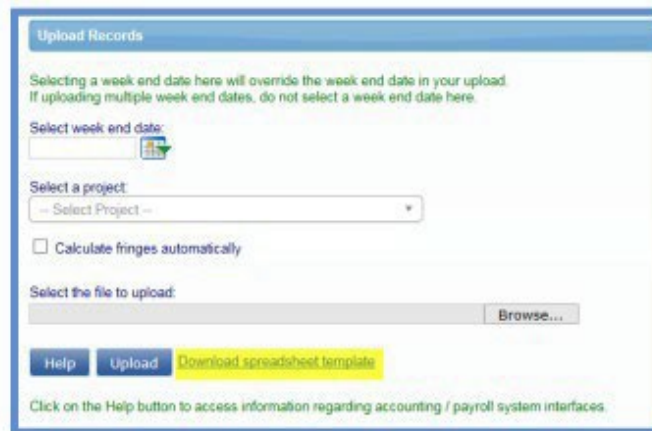 Upload Records
Selecting a week end date here will override the week end date in your upload.
If uploading multiple week end dates, do not select a week end date here.
Select week end date:
Select a project:
-- Select Project --
Calculate fringes automatically
Select the file to upload:
Browse...
Help Upload Download spreadsheet template
Click on the Help button to access information regarding accounting / payroll system interfaces.